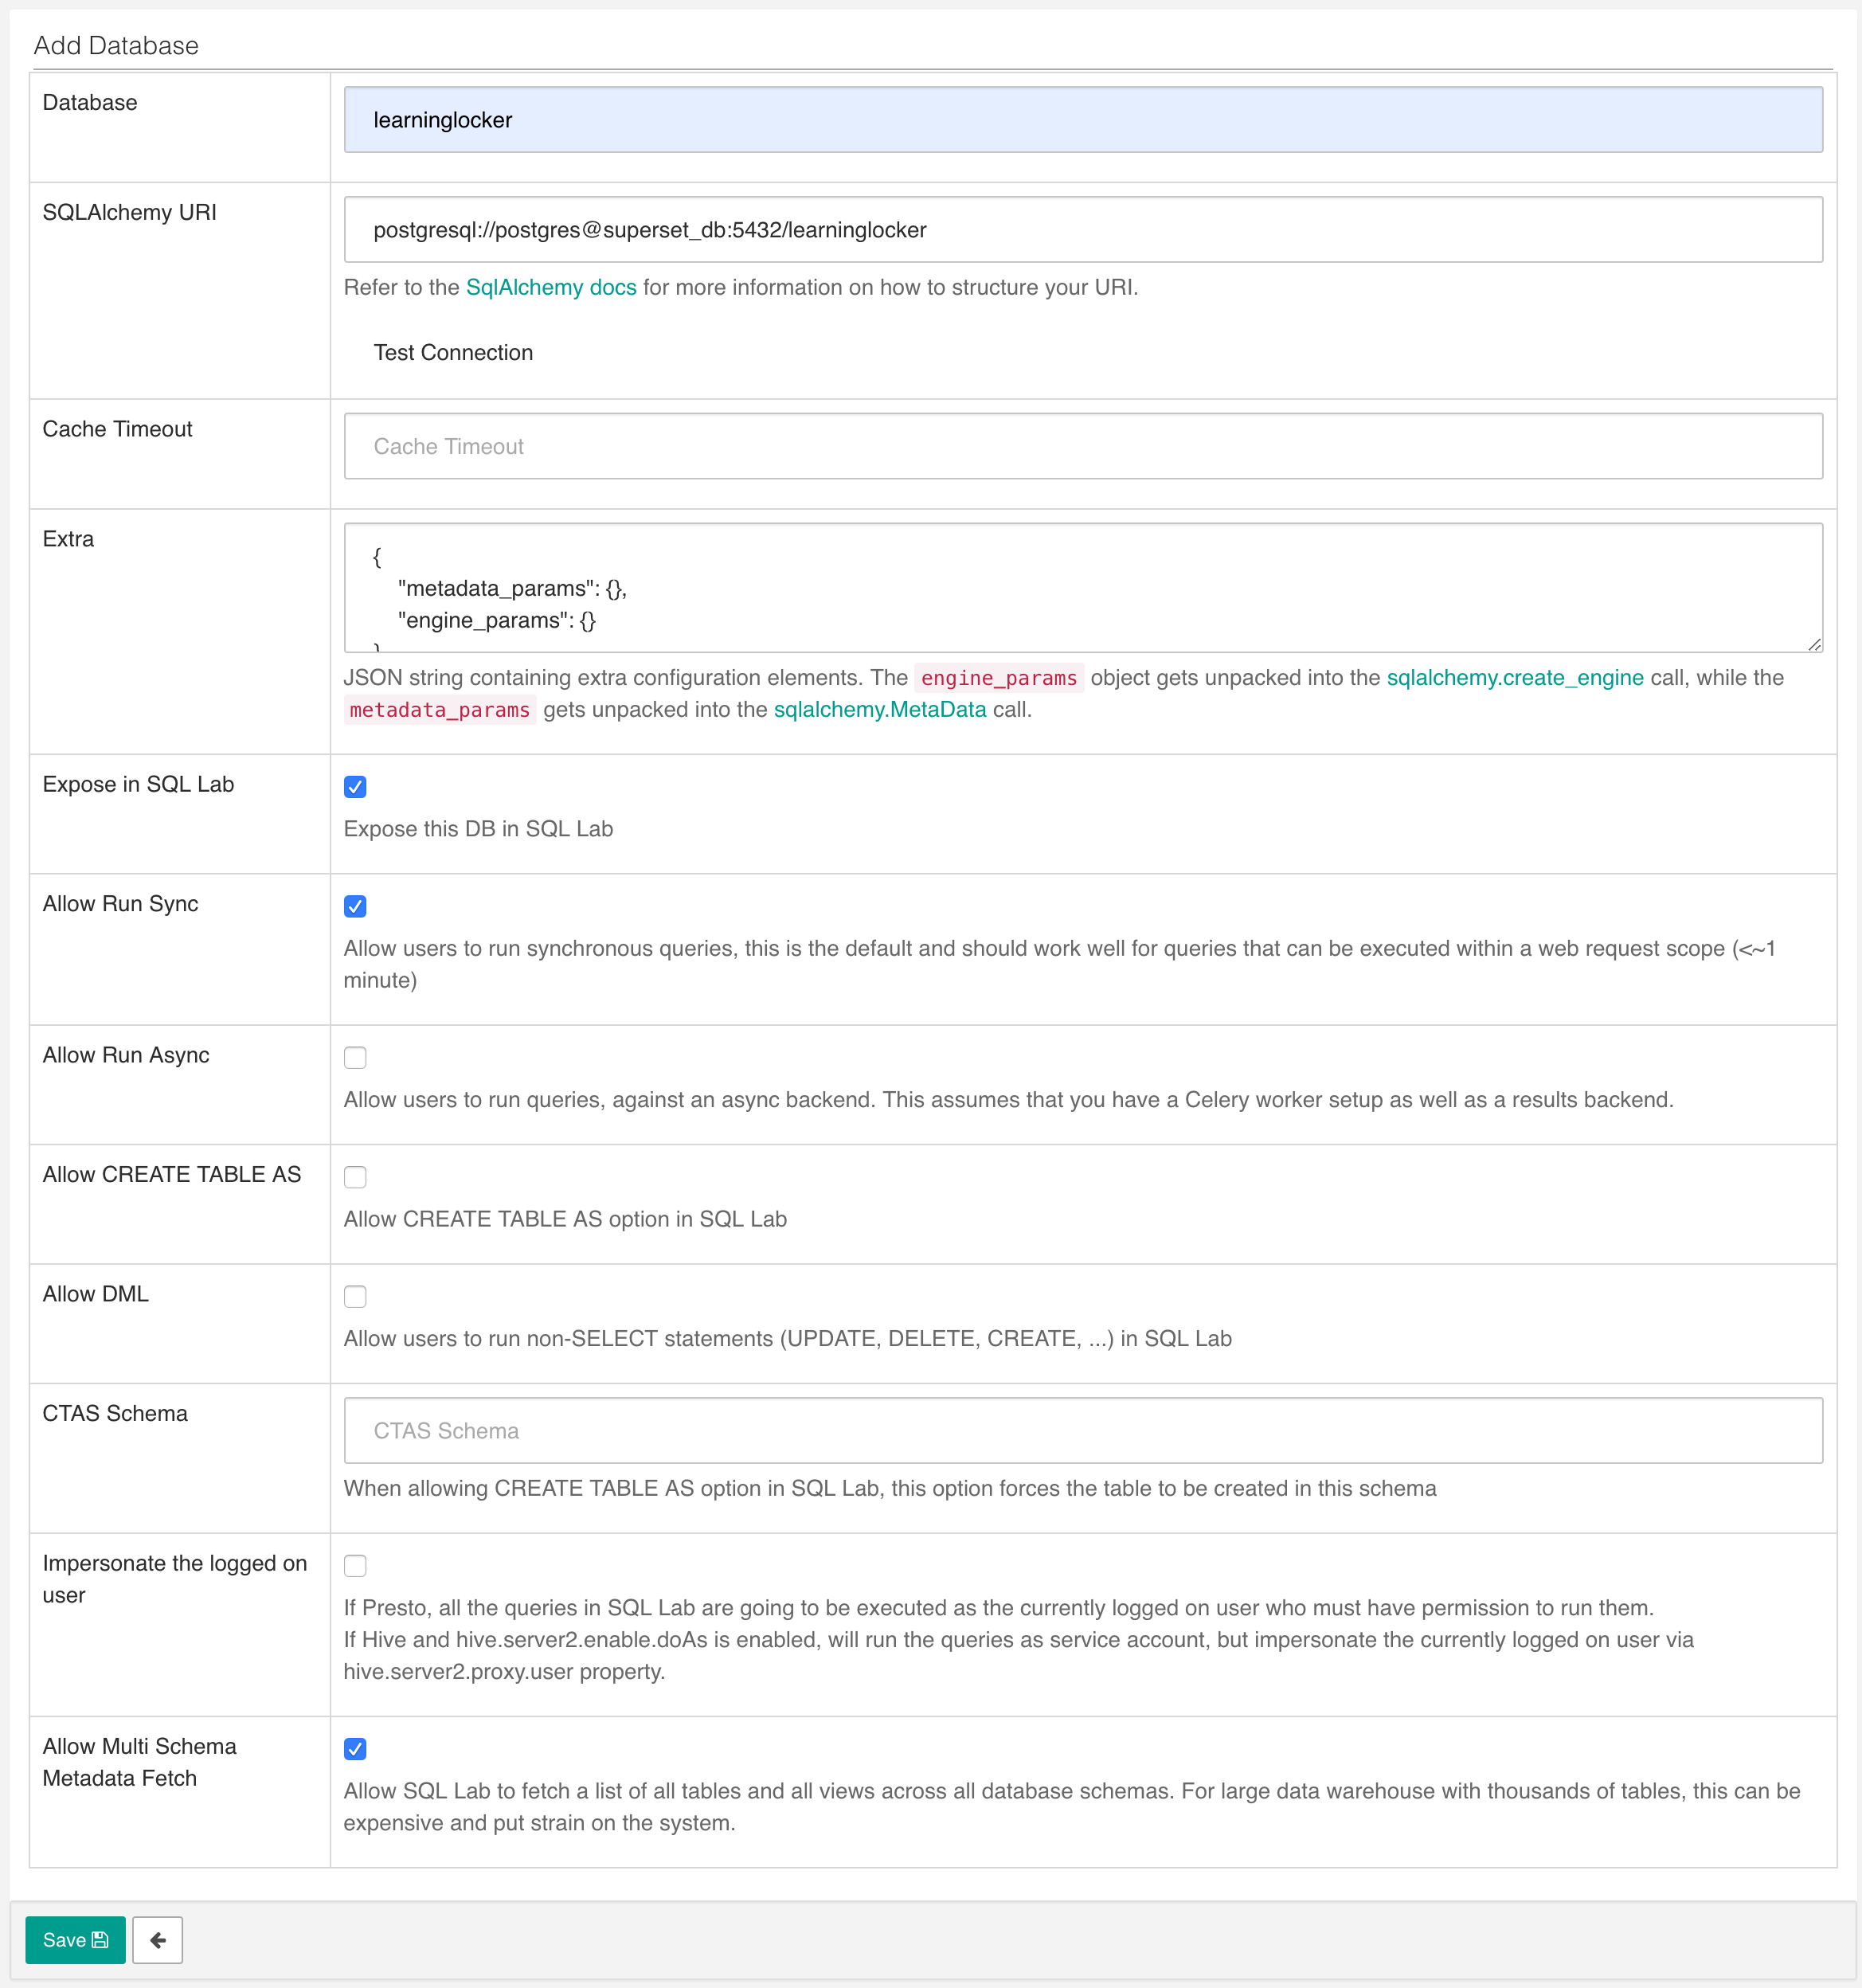 Add Database
Database
learninglocker
SQLAlchemy URI
postgresql://postgres@superset_db:5432/learninglocker
Refer to the SqlAlchemy docs for more information on how to structure your URI.
Test Connection
Cache Timeout
Cache Timeout
Extra
{
"metadata_params": {},
"engine_params": {}
}
JSON string containing extra configuration elements. The engine_params object gets unpacked into the sqlalchemy.create_engine call, while the
metadata_params gets unpacked into the sqlalchemy.MetaData call.
Expose in SQL Lab
Expose this DB in SQL Lab
Allow Run Sync
Allow users to run synchronous queries, this is the default and should work well for queries that can be executed within a web request scope (<~1
minute)
Allow Run Async
Allow users to run queries, against an async backend. This assumes that you have a Celery worker setup as well as a results backend.
Allow CREATE TABLE AS
Allow CREATE TABLE AS option in SQL Lab
Allow DML
Allow users to run non-SELECT statements (UPDATE, DELETE, CREATE, ...) in SQL Lab
CTAS Schema
CTAS Schema
When allowing CREATE TABLE AS option in SQL Lab, this option forces the table to be created in this schema
Impersonate the logged on
user
If Presto, all the queries in SQL Lab are going to be executed as the currently logged on user who must have permission to run them.
If Hive and hive.server2.enable.doAs is enabled, will run the queries as service account, but impersonate the currently logged on user via
hive.server2.proxy.user property.
Allow Multi Schema
Metadata Fetch
Allow SQL Lab to fetch a list of all tables and all views across all database schemas. For large data warehouse with thousands of tables, this can be
expensive and put strain on the system.
Save